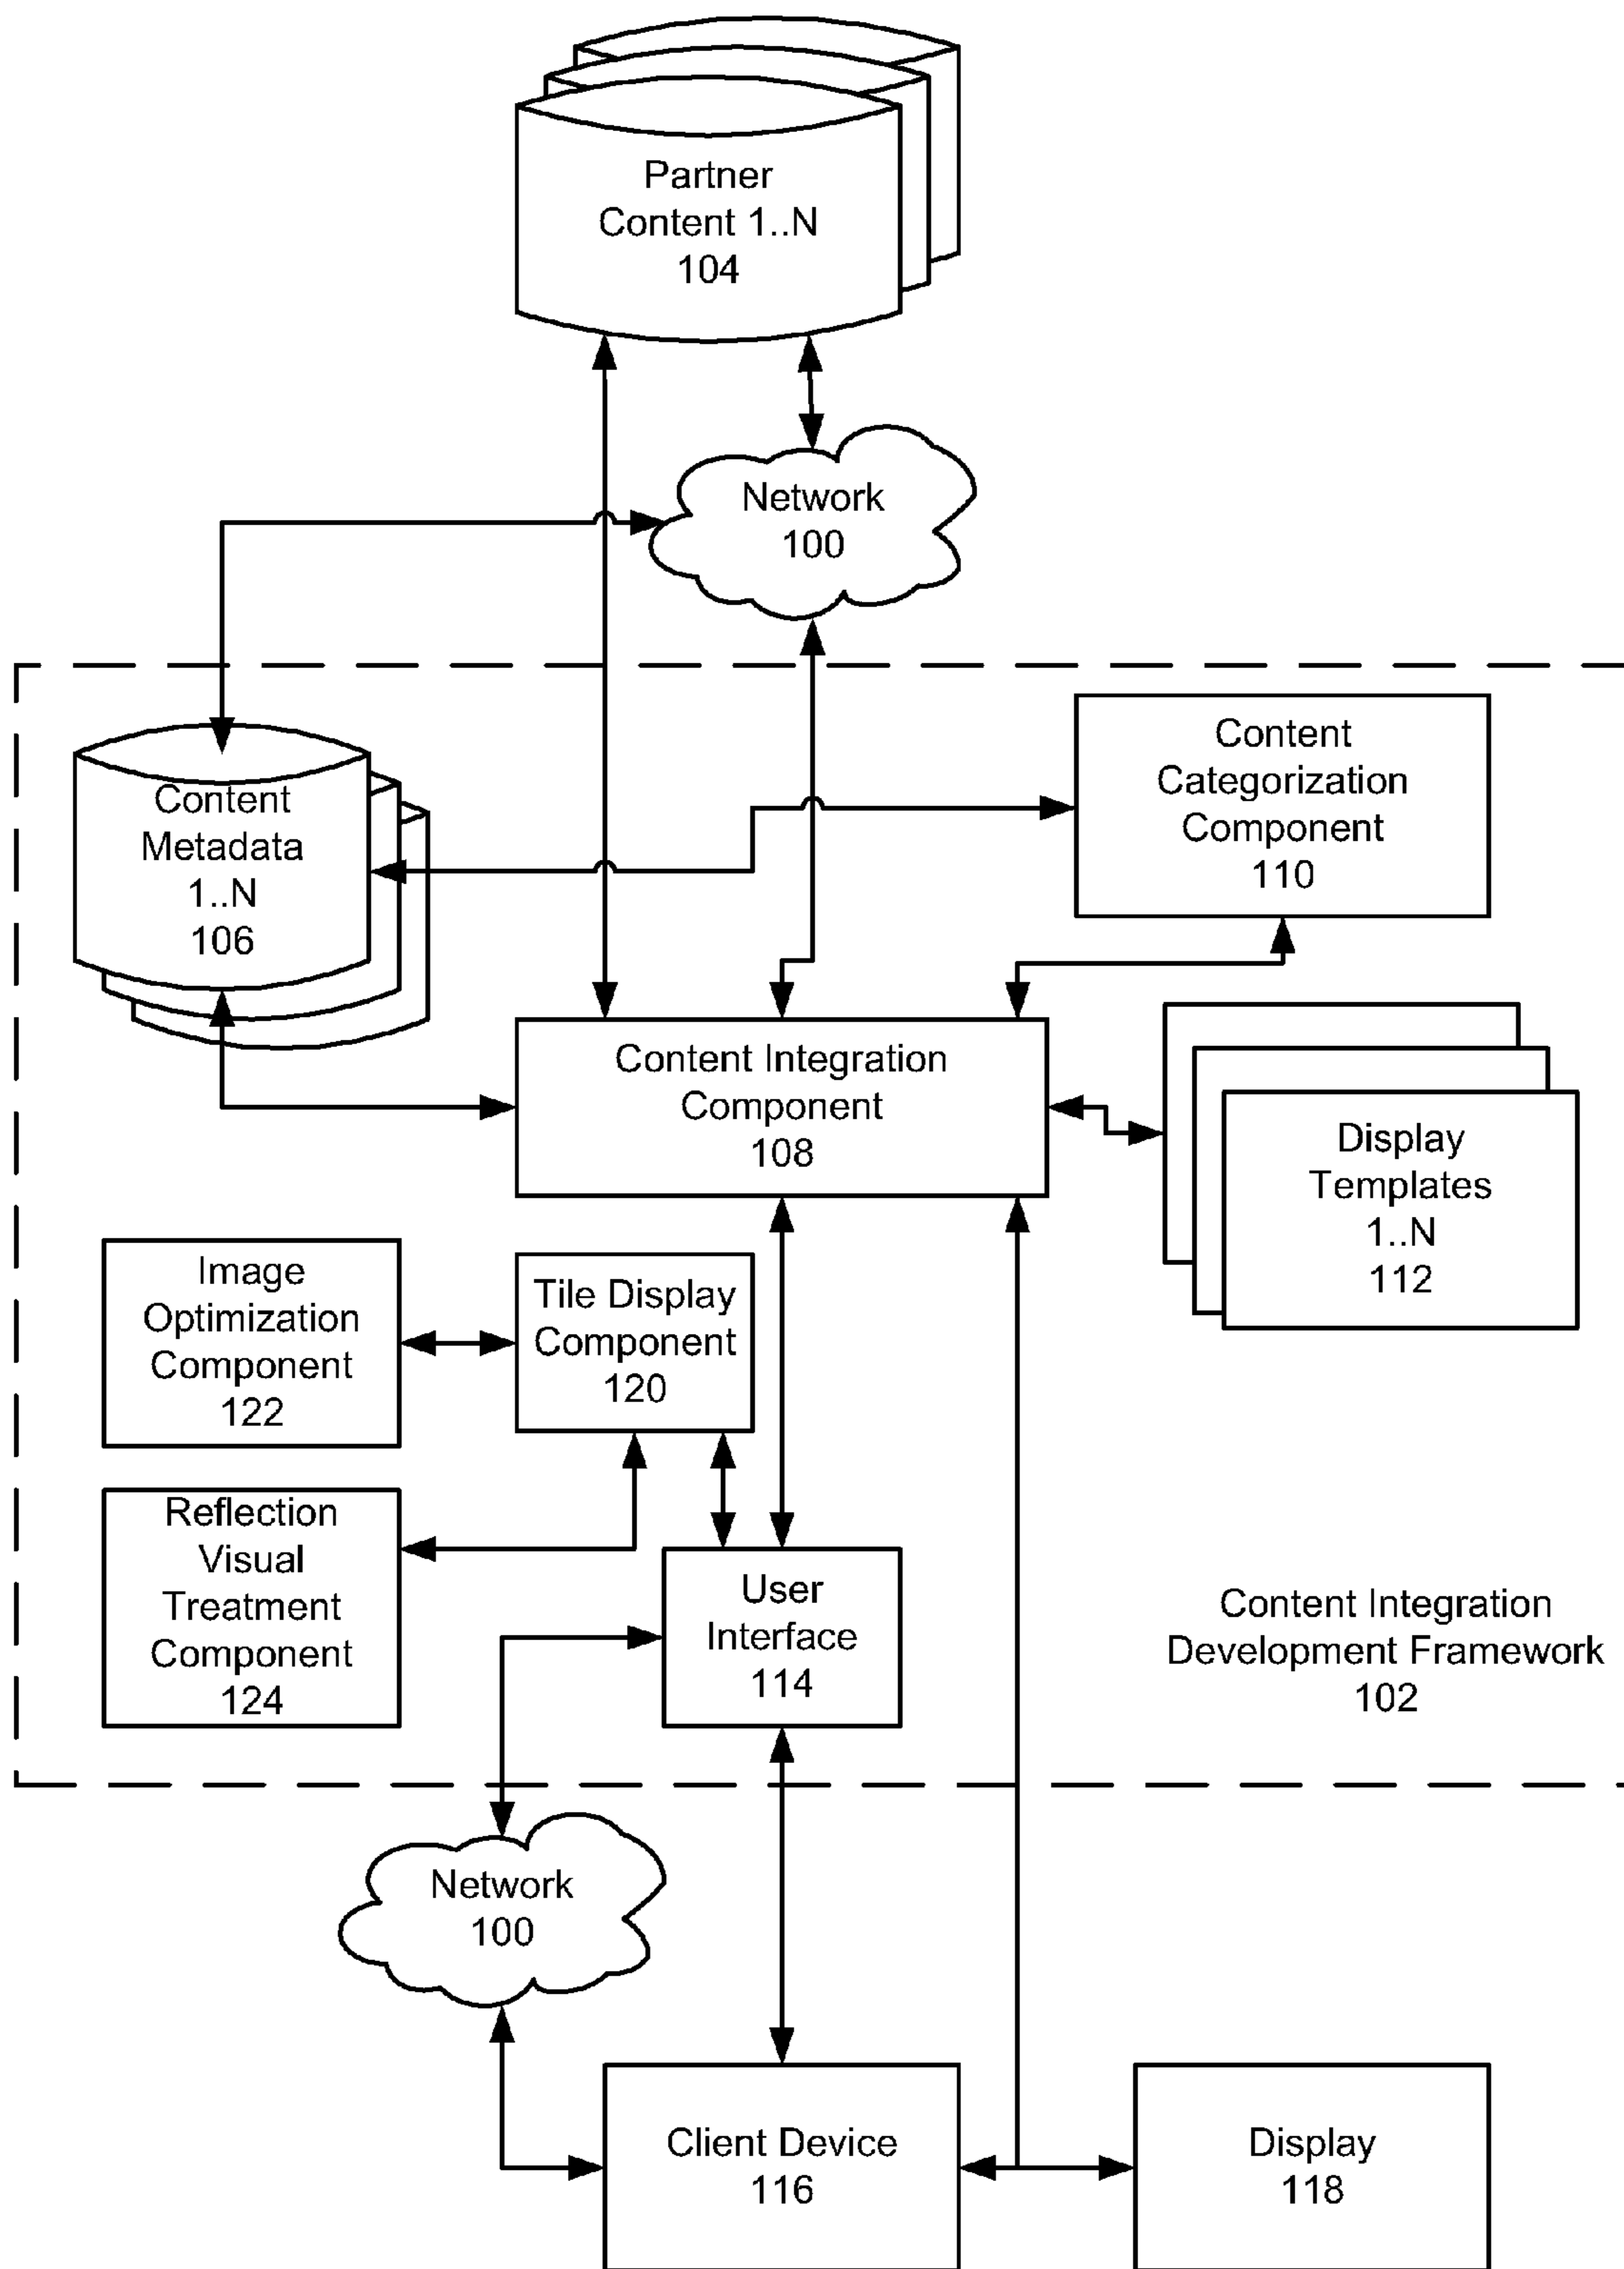 Partner
Content 1..N
104
Network
100
Content
Categorization
Component
110
Content
Metadata
1..N
106
Content Integration
Component
108
Display
Templates
1..N
112
Image
Optimization
Component
122
Tile Display
Component
120
Reflection
Visual
Treatment
Component
124
User
Interface
114
Content Integration
Development Framework
102
Network
100
Client Device
116
Display
118